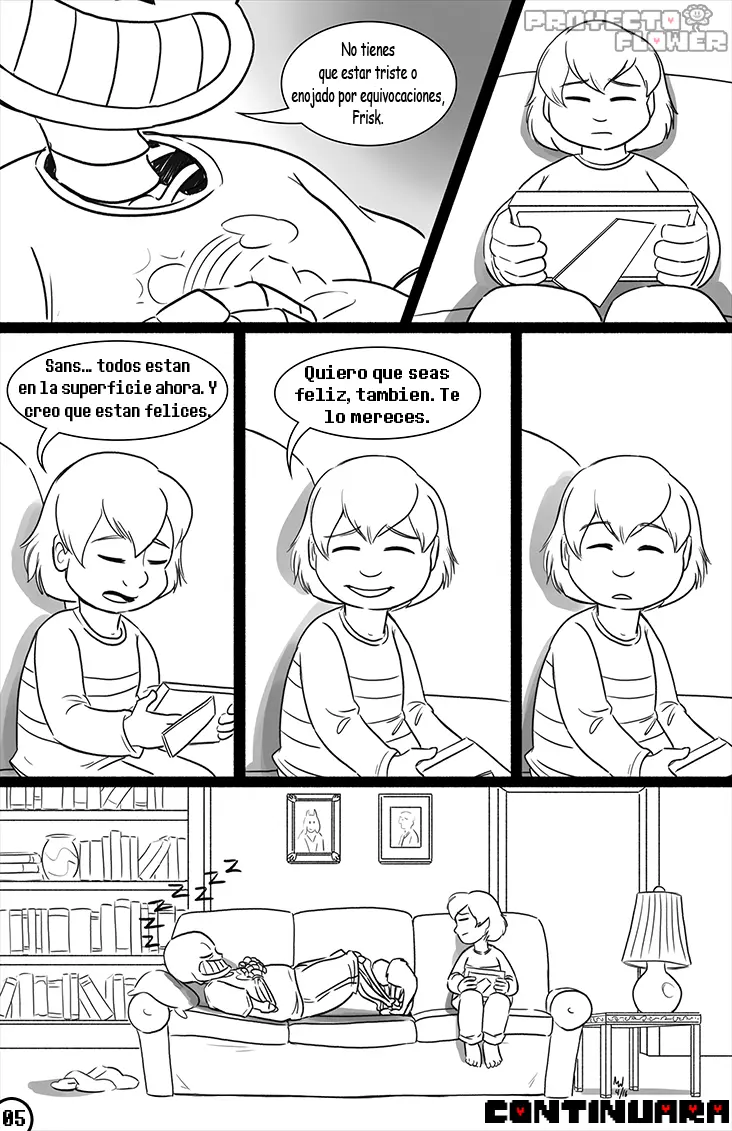 PROYECTO
FLOWER
No tienes
que estar triste o
enojado por equivocaciones,
Frisk.
Sans... todos estan
en la superficie ahora. Y
creo que estan felices.
Quiero que seas
feliz, tambien. Te
lo mereces.
Z Z Z Z Z Z Z Z
05
CONTINUARA